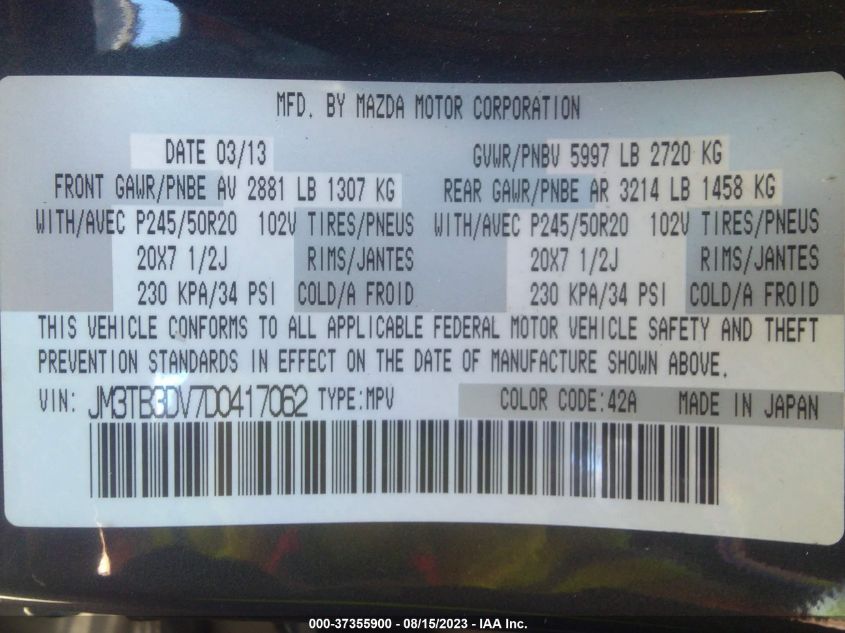 MFD. BY MAZDA MOTOR CORPORATION
DATE 03/13 GVWR/PNBV 5997 LB 2720 KG
FRONT GAWR/PNBE AV 2881 LB 1307 KG REAR GAWR/PNBE AR 3214 LB 1458 KG
WITH/AVEC P245/50R20 102V TIRES/PNEUS WITH/AVEC P245/50R20 102V TIRES/PNEUS
20X7 1/2J RIMS/JANTES 20X7 1/2J RIMS/JANTES
230 KPA/34 PSI COLD/A FROID 230 KPA/34 PSI COLD/A FROID
THIS VEHICLE CONFORMS TO ALL APPLICABLE FEDERAL MOTOR VEHICLE SAFETY AND THEFT
PREVENTION STANDARDS IN EFFECT ON THE DATE OF MANUFACTURE SHOWN ABOVE.
VIN: JM3TB3DV7D0417062 TYPE:MPV COLOR CODE:42A MADE IN JAPAN
000-37355900 - 08/15/2023 - IAA Inc.